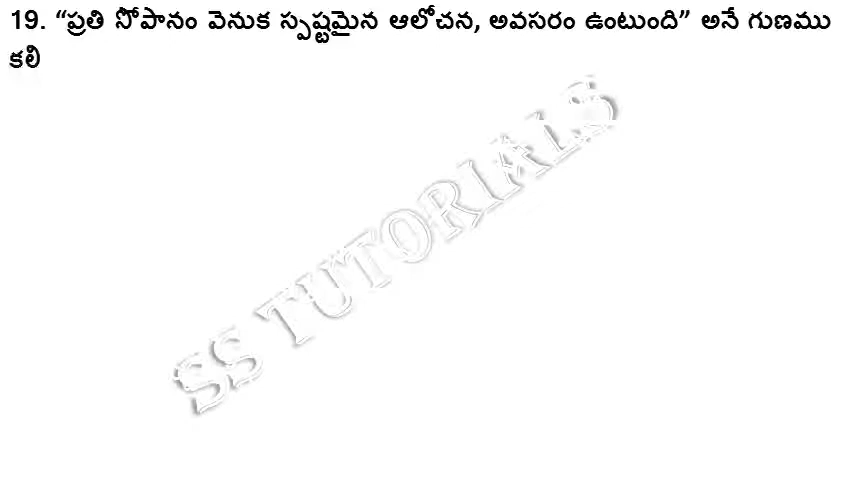 19. “ప్రతి సోపానం వెనుక స్పష్టమైన ఆలోచన, అవసరం ఉంటుంది” అనే గుణము
కలి
SS TUTORIALS